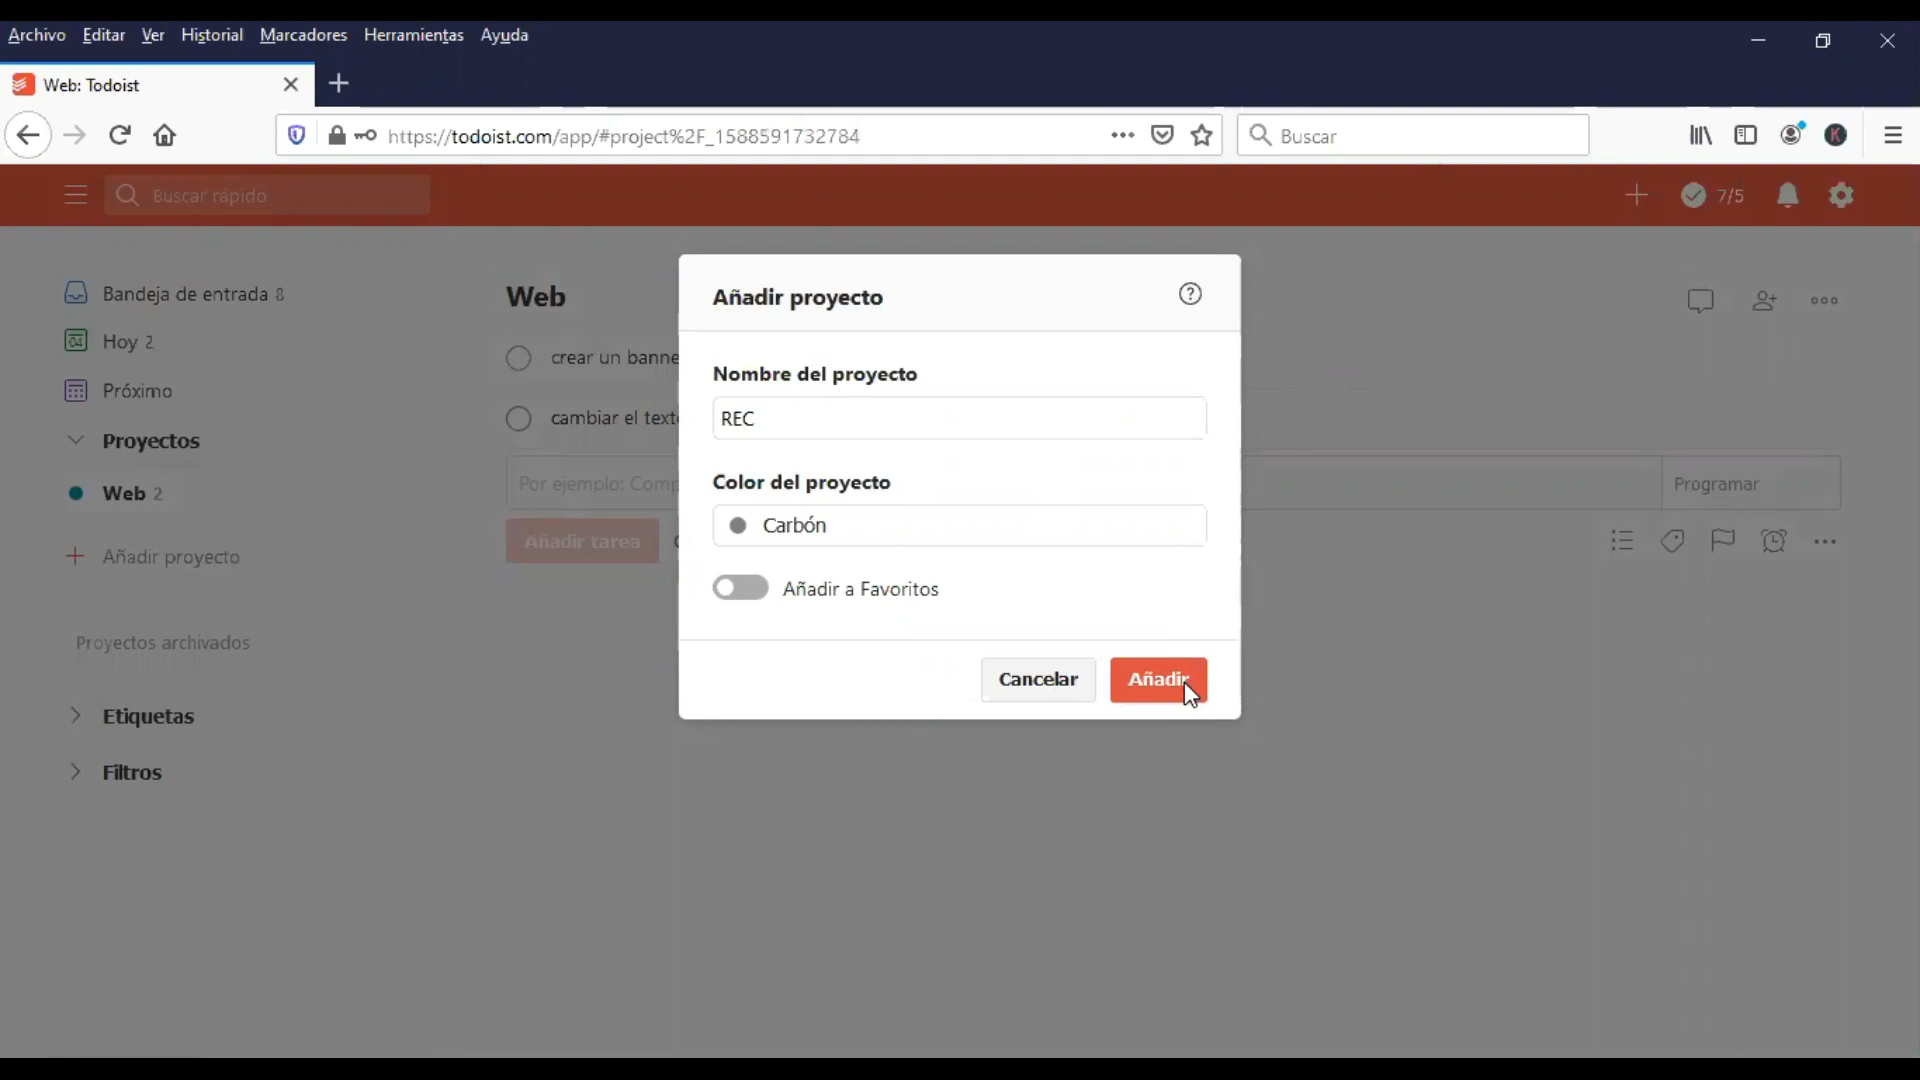 Archivo Editar Ver Historial Marcadores Herramientas Ayuda
Web: Todoist
https://todoist.com/app/#project%2F_1588591732784
Buscar
Buscar rápido
7/5
Bandeja de entrada 8
04 Hoy 2
Próximo
Proyectos
Web 2
Añadir proyecto
Proyectos archivados
Etiquetas
Filtros
Web
crear un banne
cambiar el text
Por ejemplo: Comp
Programar
Añadir tarea
Añadir proyecto
Nombre del proyecto
REC
Color del proyecto
Carbón
Añadir a Favoritos
Cancelar Añadir
K